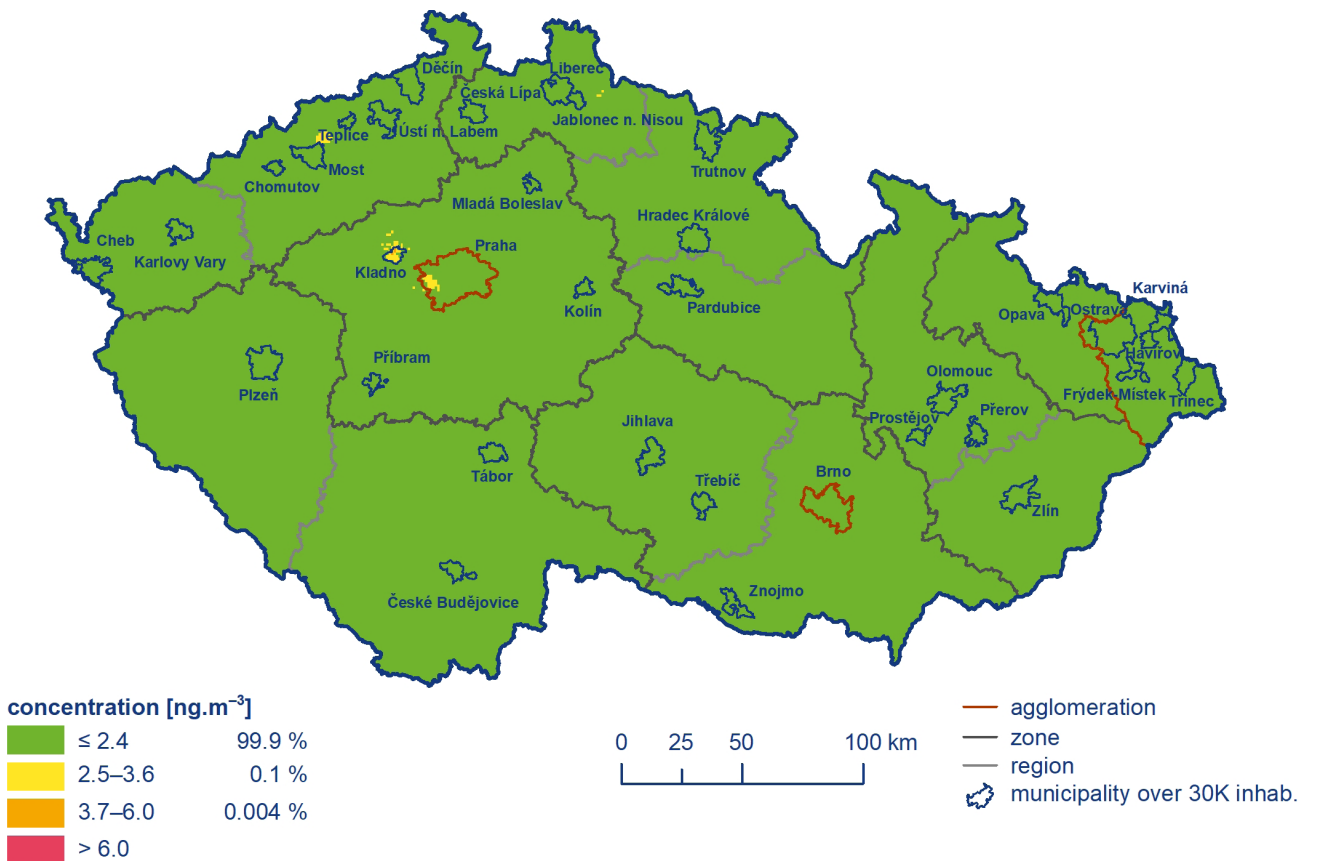 Děčín
Liberec
Česká Lípa
Jablonec n. Nisou
Teplice
Ústí n. Labem
Most
Chomutov
Trutnov
Mladá Boleslav
Hradec Králové
Cheb
Karlovy Vary
Praha
Kladno
Kolín
Pardubice
Karviná
Opava
Ostrava
Havířov
Příbram
Plzeň
Olomouc
Frýdek-Místek
Třinec
Prostějov
Přerov
Jihlava
Tábor
Třebíč
Brno
Zlín
Znojmo
České Budějovice
concentration [ng.m⁻³]
≤ 2.4 99.9 %
2.5–3.6 0.1 %
3.7–6.0 0.004 %
> 6.0
0 25 50 100 km
agglomeration
zone
region
municipality over 30K inhab.